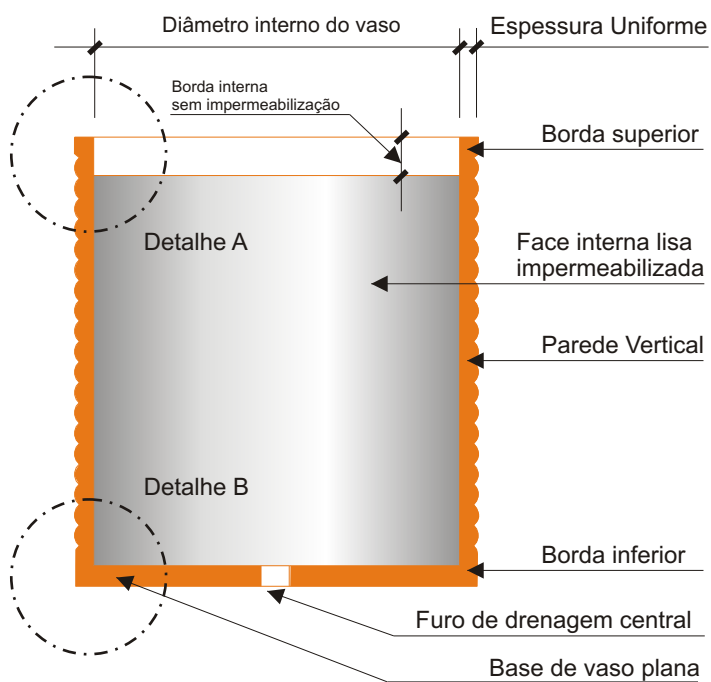 Diâmetro interno do vaso
Espessura Uniforme
Borda interna
sem impermeabilização
Borda superior
Detalhe A
Face interna lisa
impermeabilizada
Parede Vertical
Detalhe B
Borda inferior
Furo de drenagem central
Base de vaso plana